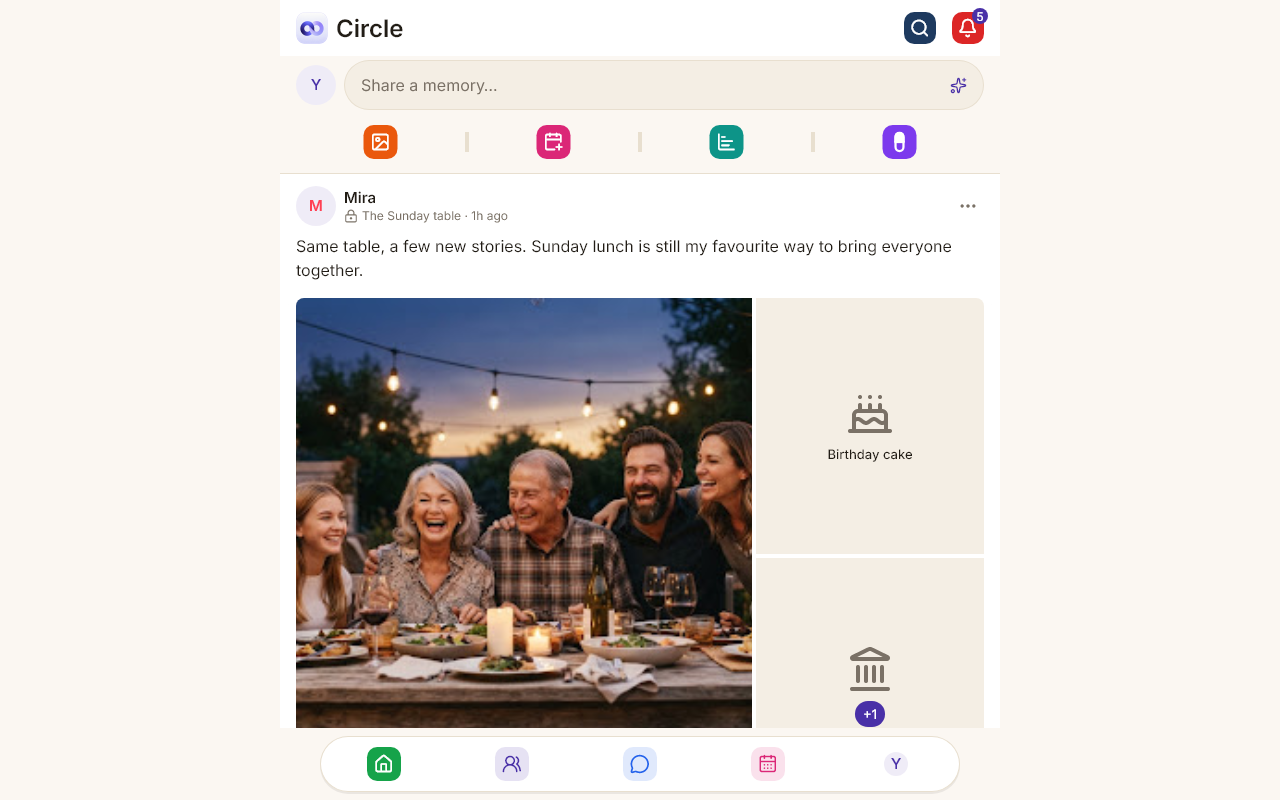 Circle
5
Y
Share a memory...
M
Mira
The Sunday table · 1h ago
Same table, a few new stories. Sunday lunch is still my favourite way to bring everyone
together.
Birthday cake
+1
Y